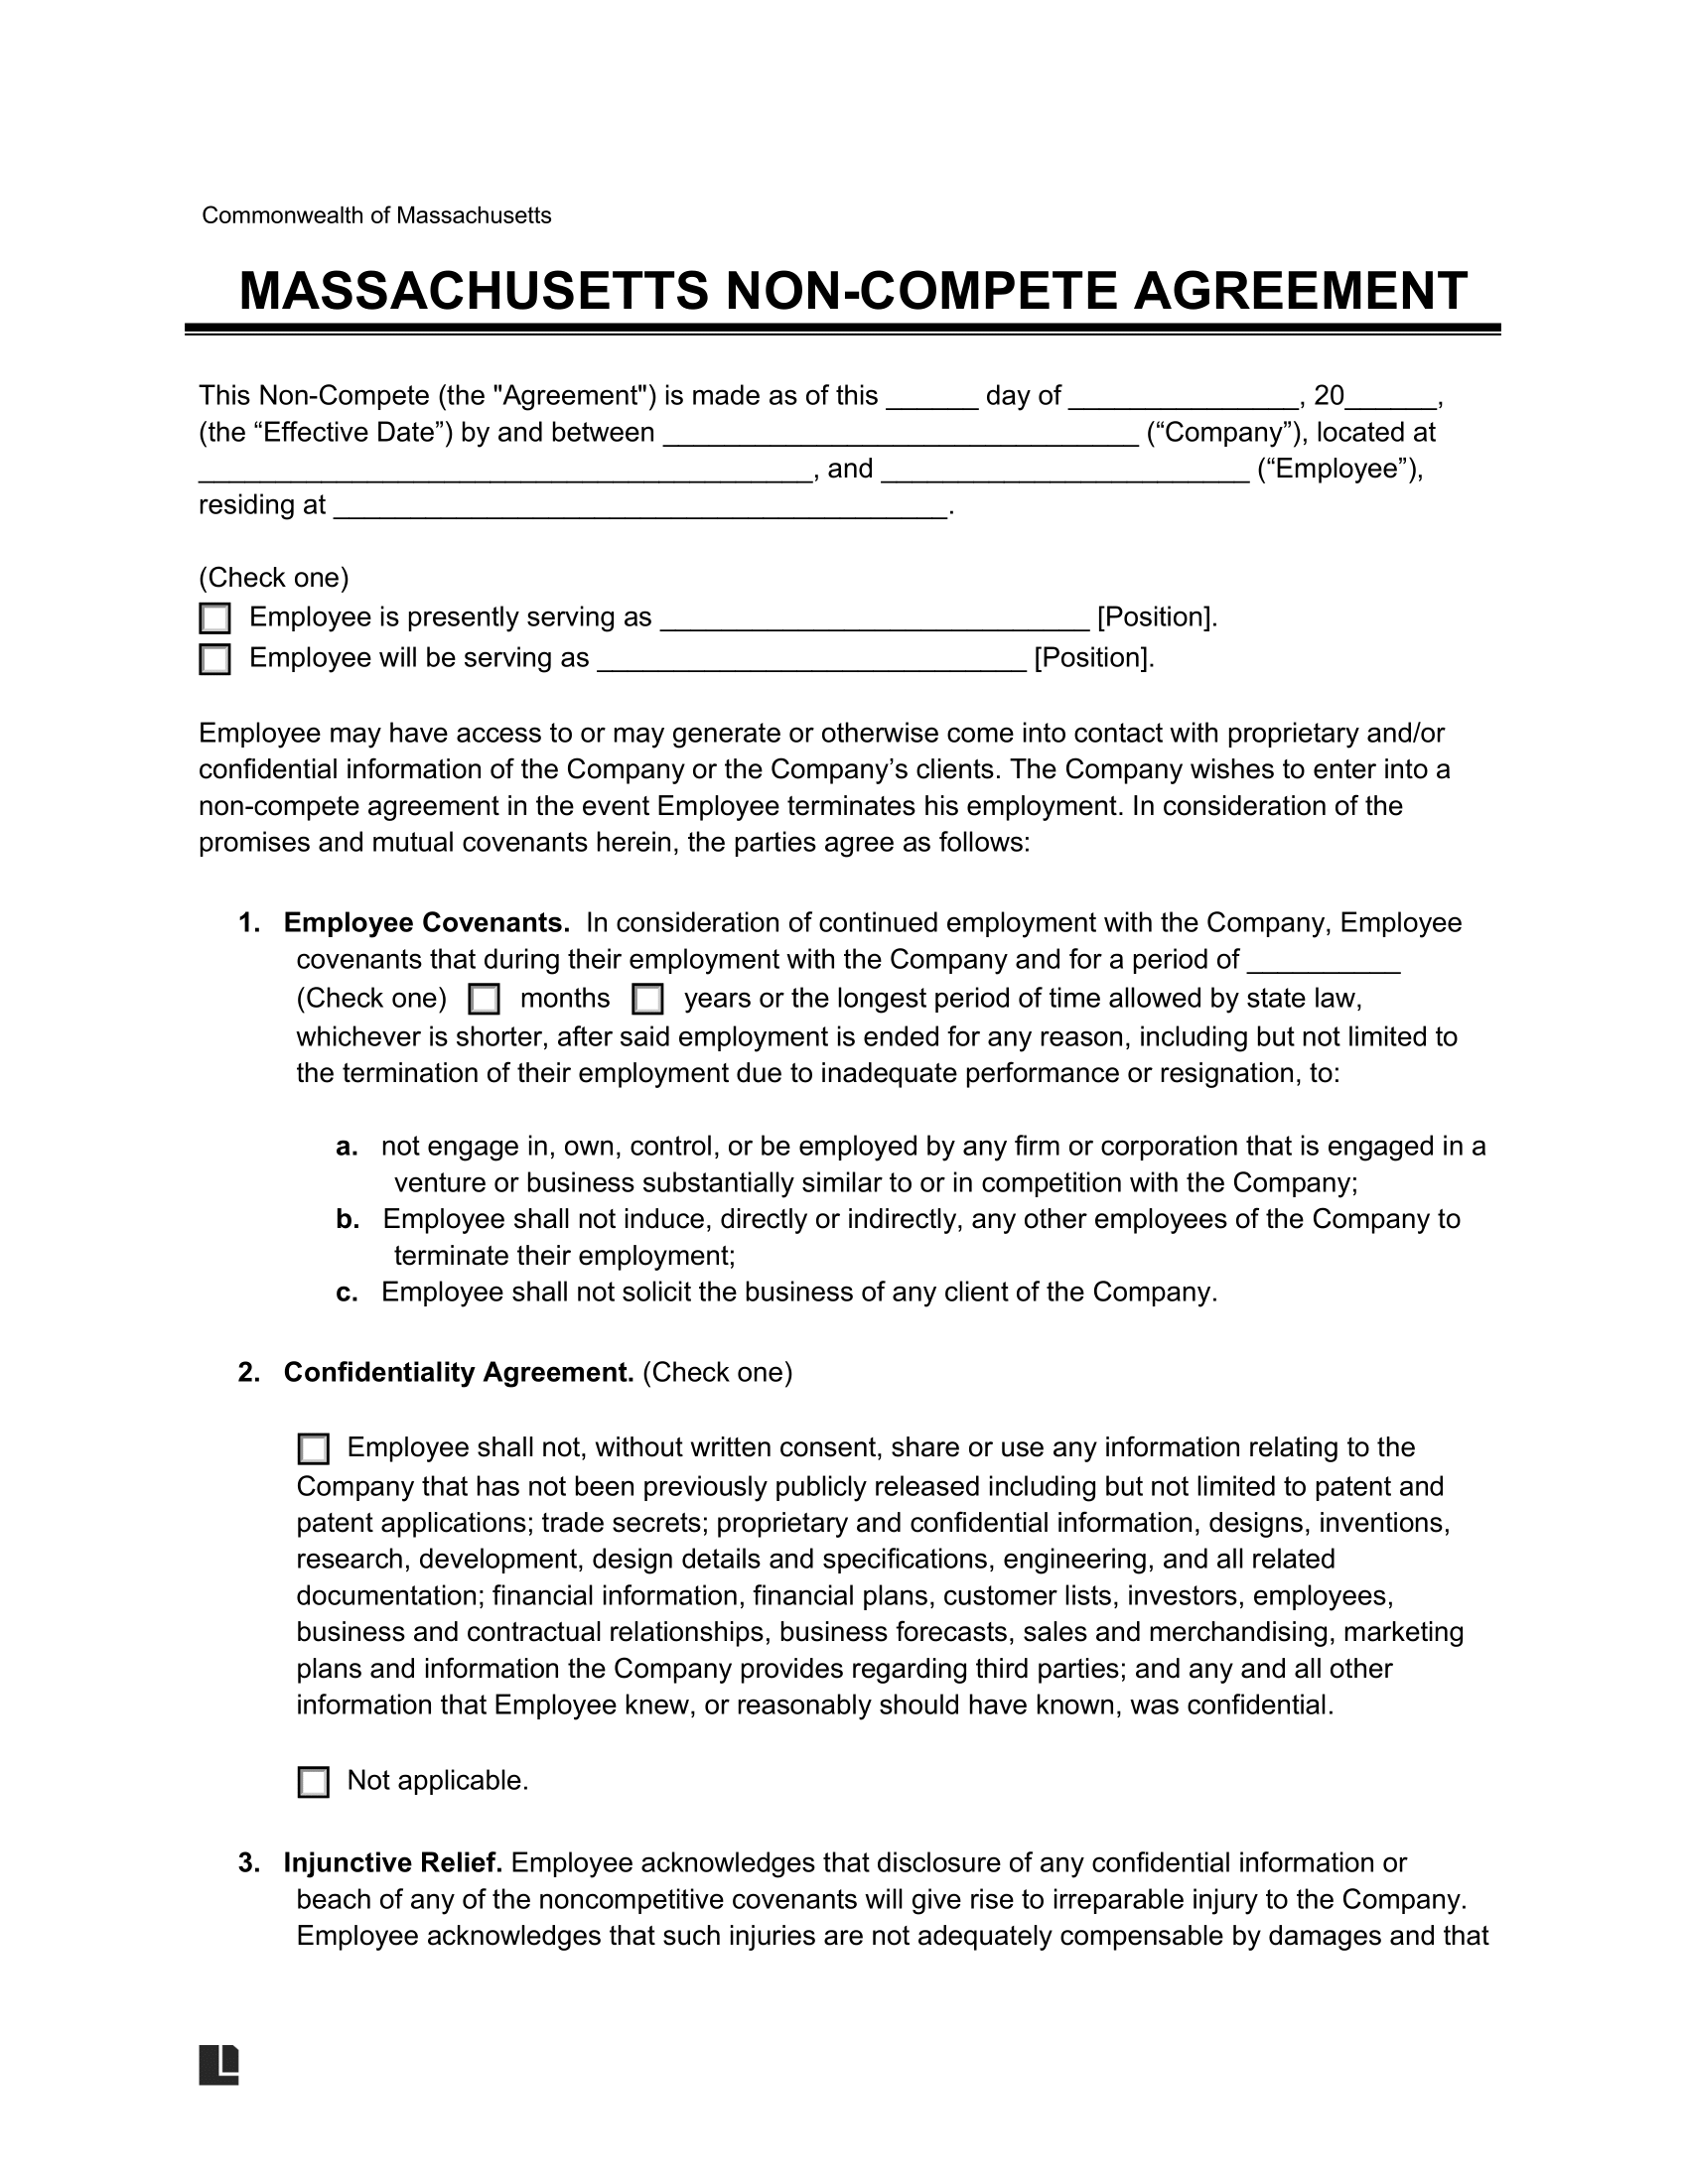 Commonwealth of Massachusetts
MASSACHUSETTS NON-COMPETE AGREEMENT
This Non-Compete (the "Agreement") is made as of this ______ day of _______________, 20______,
(the “Effective Date”) by and between _______________________________ (“Company”), located at
________________________________________, and ________________________ (“Employee”),
residing at ________________________________________.
(Check one)
Employee is presently serving as ____________________________ [Position].
Employee will be serving as ____________________________ [Position].
Employee may have access to or may generate or otherwise come into contact with proprietary and/or
confidential information of the Company or the Company’s clients. The Company wishes to enter into a
non-compete agreement in the event Employee terminates his employment. In consideration of the
promises and mutual covenants herein, the parties agree as follows:
1. Employee Covenants. In consideration of continued employment with the Company, Employee
covenants that during their employment with the Company and for a period of __________
(Check one) months years or the longest period of time allowed by state law,
whichever is shorter, after said employment is ended for any reason, including but not limited to
the termination of their employment due to inadequate performance or resignation, to:
a. not engage in, own, control, or be employed by any firm or corporation that is engaged in a
venture or business substantially similar to or in competition with the Company;
b. Employee shall not induce, directly or indirectly, any other employees of the Company to
terminate their employment;
c. Employee shall not solicit the business of any client of the Company.
2. Confidentiality Agreement. (Check one)
Employee shall not, without written consent, share or use any information relating to the
Company that has not been previously publicly released including but not limited to patent and
patent applications; trade secrets; proprietary and confidential information, designs, inventions,
research, development, design details and specifications, engineering, and all related
documentation; financial information, financial plans, customer lists, investors, employees,
business and contractual relationships, business forecasts, sales and merchandising, marketing
plans and information the Company provides regarding third parties; and any and all other
information that Employee knew, or reasonably should have known, was confidential.
Not applicable.
3. Injunctive Relief. Employee acknowledges that disclosure of any confidential information or
beach of any of the noncompetitive covenants will give rise to irreparable injury to the Company.
Employee acknowledges that such injuries are not adequately compensable by damages and that